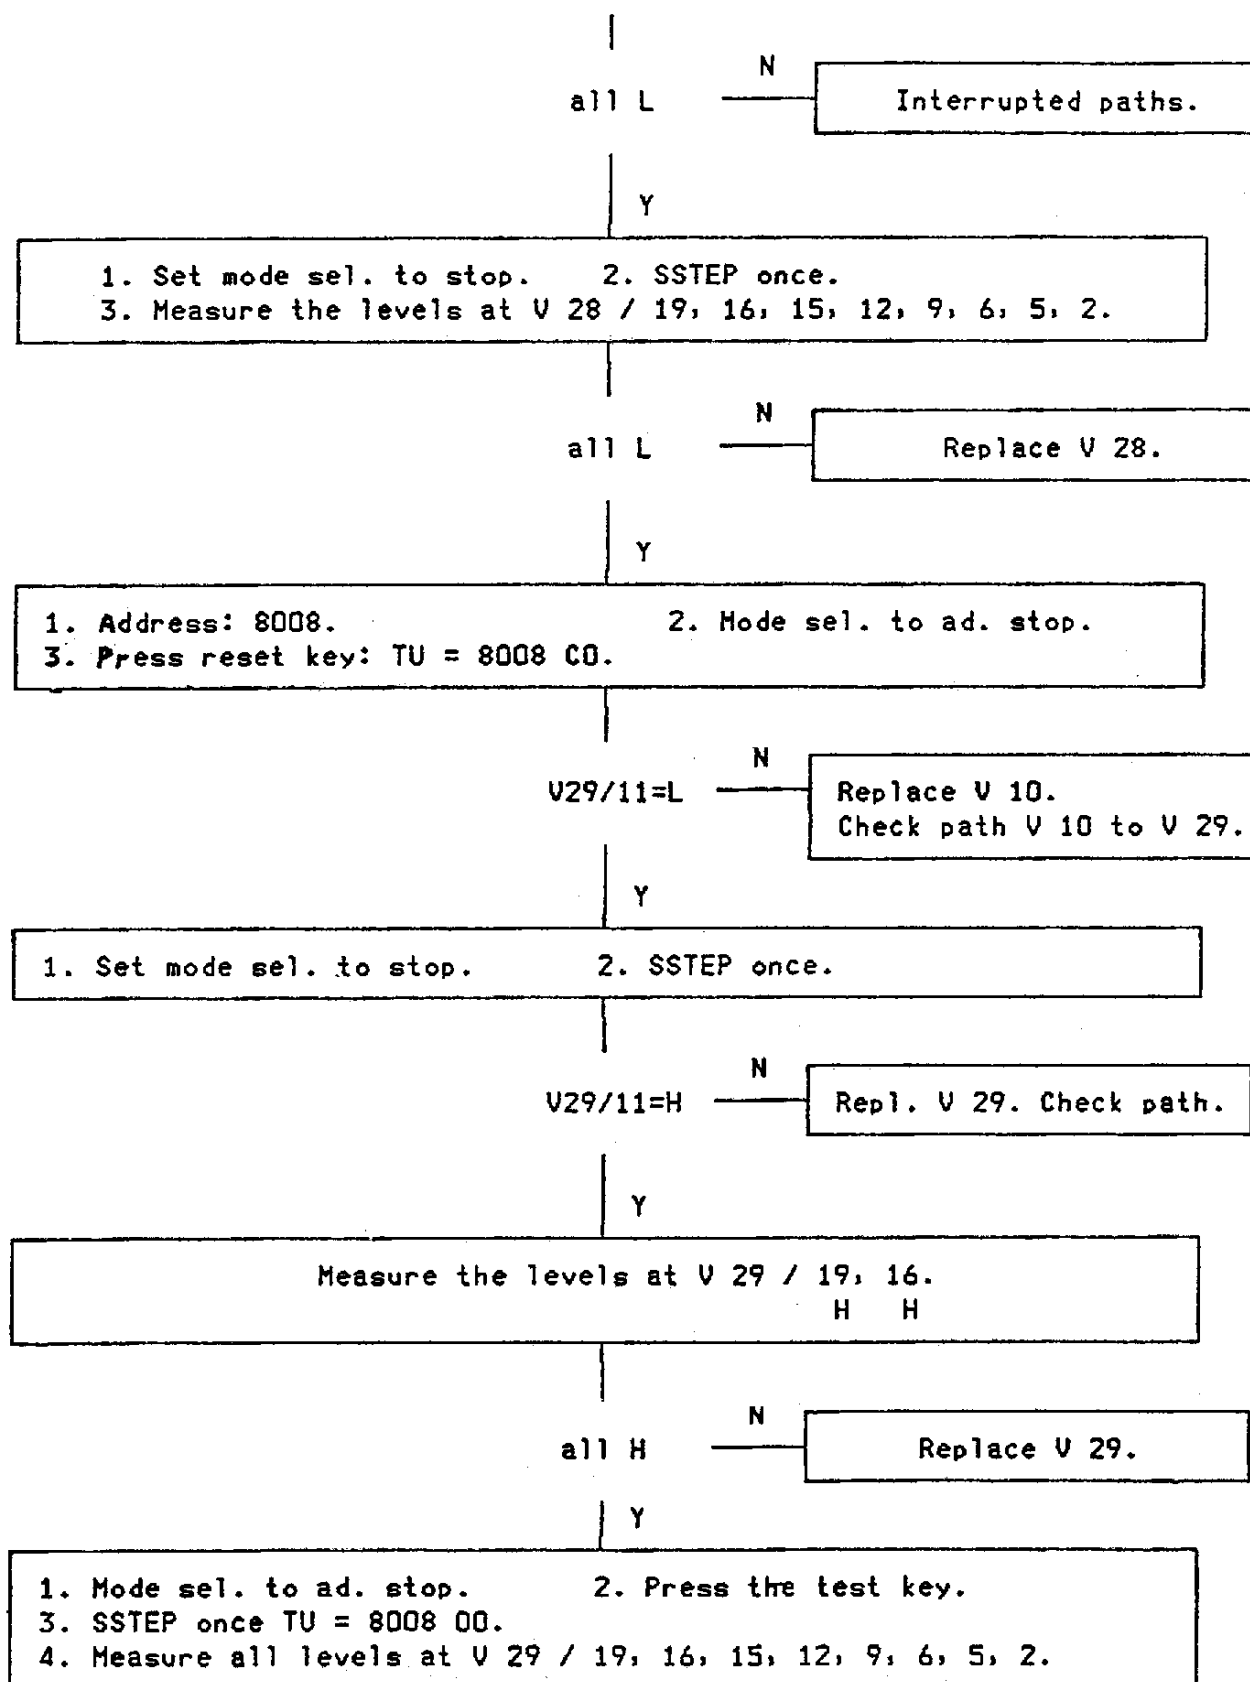 N
all L
Interrupted paths.
Y
1. Set mode sel. to stop. 2. SSTEP once.
3. Measure the levels at V 28 / 19, 16, 15, 12, 9, 6, 5, 2.
N
all L
Replace V 28.
Y
1. Address: 8008. 2. Mode sel. to ad. stop.
3. Press reset key: TU = 8008 C0.
N
V29/11=L
Replace V 10.
Check path V 10 to V 29.
Y
1. Set mode sel. to stop. 2. SSTEP once.
N
V29/11=H
Repl. V 29. Check path.
Y
Measure the levels at V 29 / 19, 16.
H H
N
all H
Replace V 29.
Y
1. Mode sel. to ad. stop. 2. Press the test key.
3. SSTEP once TU = 8008 00.
4. Measure all levels at V 29 / 19, 16, 15, 12, 9, 6, 5, 2.